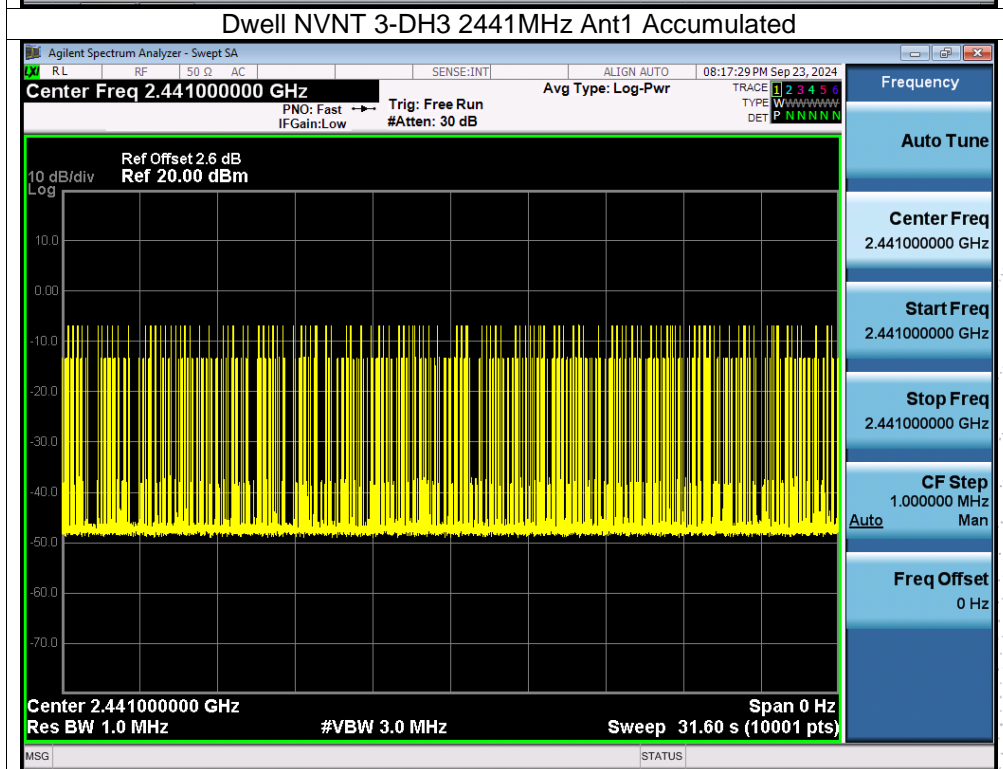 Dwell NVNT 3-DH3 2441MHz Ant1 Accumulated
Agilent Spectrum Analyzer - Swept SA
LXI RL RF 50 Ω AC SENSE:INT ALIGN AUTO 08:17:29 PM Sep 23, 2024
Center Freq 2.441000000 GHz
PNO: Fast
IFGain:Low
Trig: Free Run
#Atten: 30 dB
Avg Type: Log-Pwr
TRACE 1 2 3 4 5 6
TYPE WWWWWW
DET P N N N N N
Frequency
Auto Tune
Center Freq
2.441000000 GHz
Start Freq
2.441000000 GHz
Stop Freq
2.441000000 GHz
CF Step
1.000000 MHz
Auto Man
Freq Offset
0 Hz
Ref Offset 2.6 dB
10 dB/div Ref 20.00 dBm
Log
10.0
0.00
-10.0
-20.0
-30.0
-40.0
-50.0
-60.0
-70.0
Center 2.441000000 GHz Span 0 Hz
Res BW 1.0 MHz #VBW 3.0 MHz Sweep 31.60 s (10001 pts)
MSG STATUS